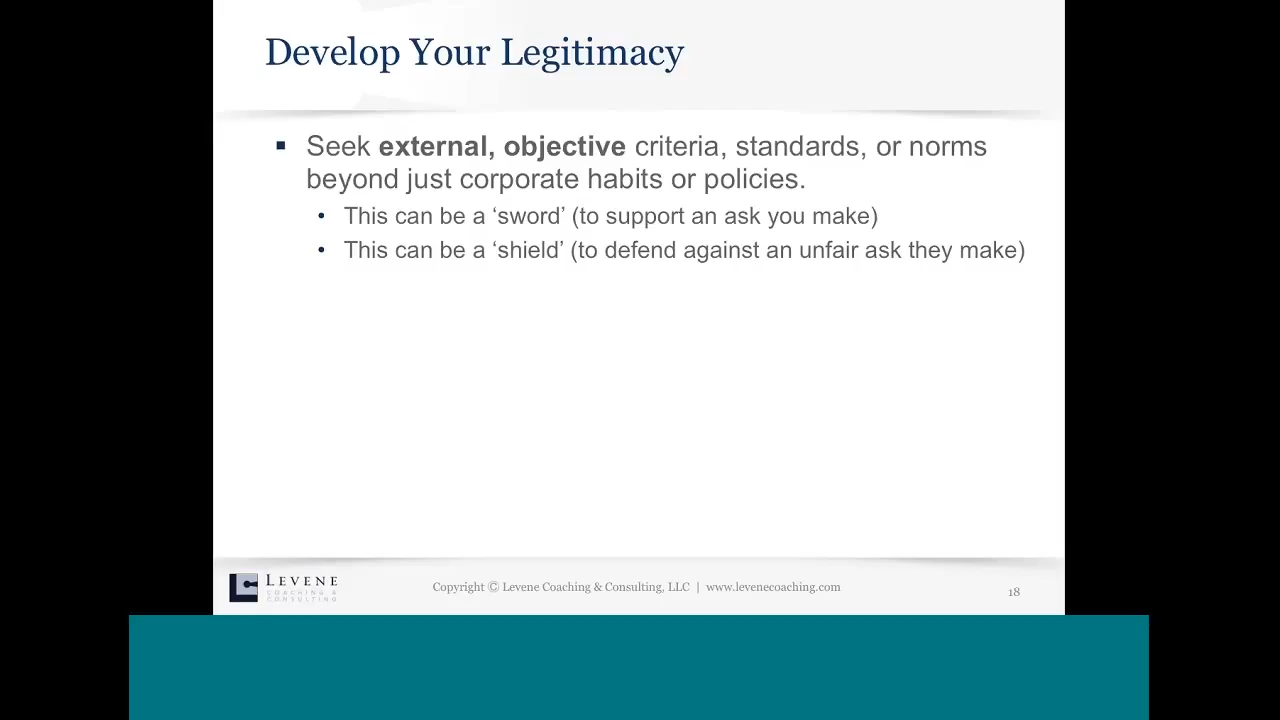 Develop Your Legitimacy
▪ Seek external, objective criteria, standards, or norms
beyond just corporate habits or policies.
• This can be a ‘sword’ (to support an ask you make)
• This can be a ‘shield’ (to defend against an unfair ask they make)
LEVENE
COACHING &
CONSULTING
Copyright © Levene Coaching & Consulting, LLC | www.levenecoaching.com
18